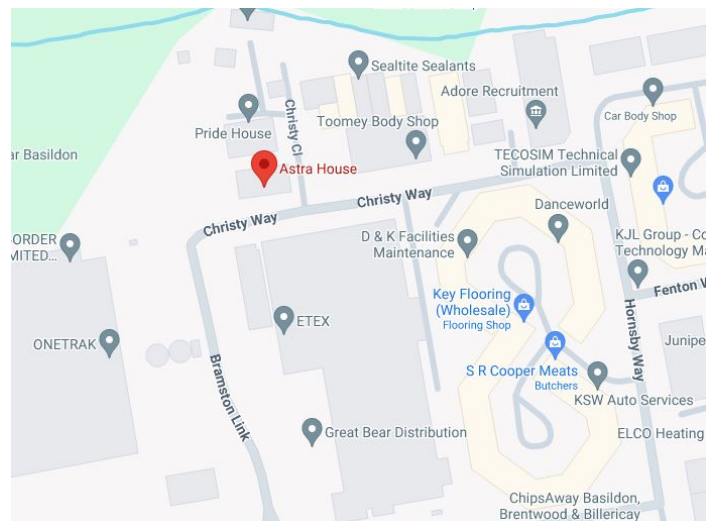 Sealtite Sealants
Adore Recruitment
Christy Cl
Car Body Shop
Pride House
Toomey Body Shop
ar Basildon
Astra House
TECOSIM Technical
Simulation Limited
Christy Way
Christy Way
Danceworld
ORDER
IMITED...
D & K Facilities
Maintenance
KJL Group - Co
Technology Ma
Key Flooring
(Wholesale)
Flooring Shop
Fenton W
ETEX
Hornsby Way
ONETRAK
Junipe
S R Cooper Meats
Butchers
Bramston Link
KSW Auto Services
Great Bear Distribution
ELCO Heating
ChipsAway Basildon,
Brentwood & Billericay